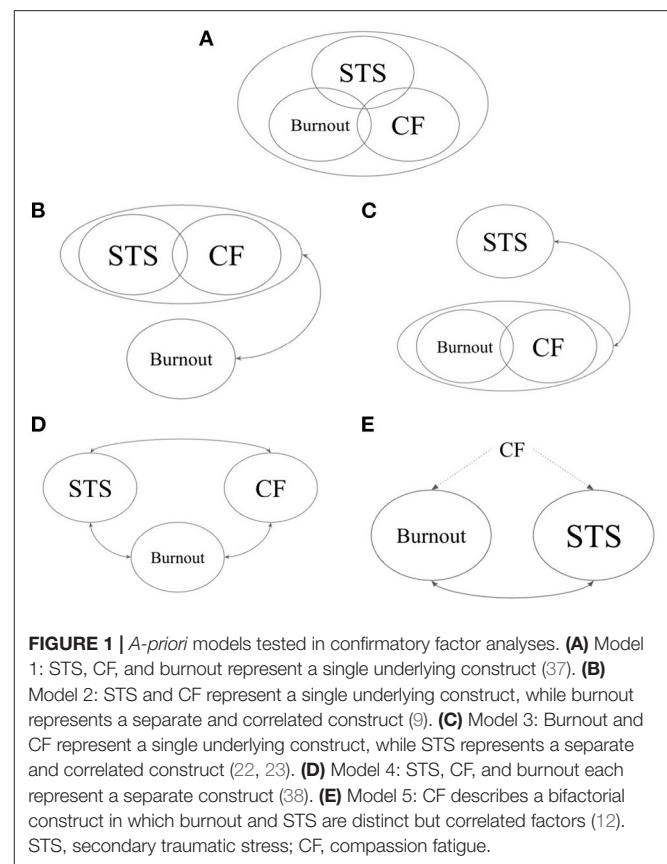 A
STS
Burnout CF
B
STS CF
Burnout
C
STS
Burnout CF
D
STS CF
Burnout
E
CF
Burnout STS
FIGURE 1 | A-priori models tested in confirmatory factor analyses. (A) Model
1: STS, CF, and burnout represent a single underlying construct (37). (B)
Model 2: STS and CF represent a single underlying construct, while burnout
represents a separate and correlated construct (9). (C) Model 3: Burnout and
CF represent a single underlying construct, while STS represents a separate
and correlated construct (22, 23). (D) Model 4: STS, CF, and burnout each
represent a separate construct (38). (E) Model 5: CF describes a bifactorial
construct in which burnout and STS are distinct but correlated factors (12).
STS, secondary traumatic stress; CF, compassion fatigue.